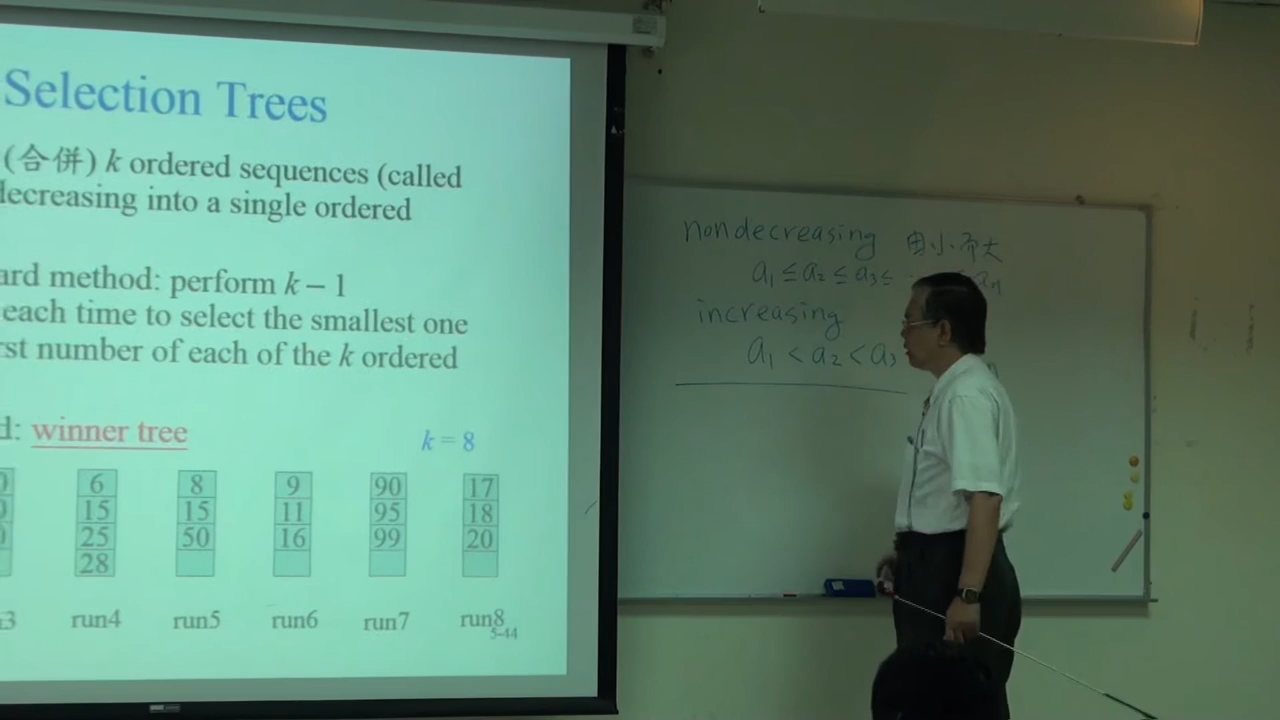 Selection Trees
(合併) k ordered sequences (called
decreasing into a single ordered
ard method: perform k – 1
each time to select the smallest one
rst number of each of the k ordered
d: winner tree
k = 8
6 8 9 90 17
15 15 11 95 18
25 50 16 99 20
28
3 run4 run5 run6 run7 run8
5-44
nondecreasing 由小而大
a₁ ≤ a₂ ≤ a₃ ≤ aₙ
increasing
a₁ < a₂ < a₃